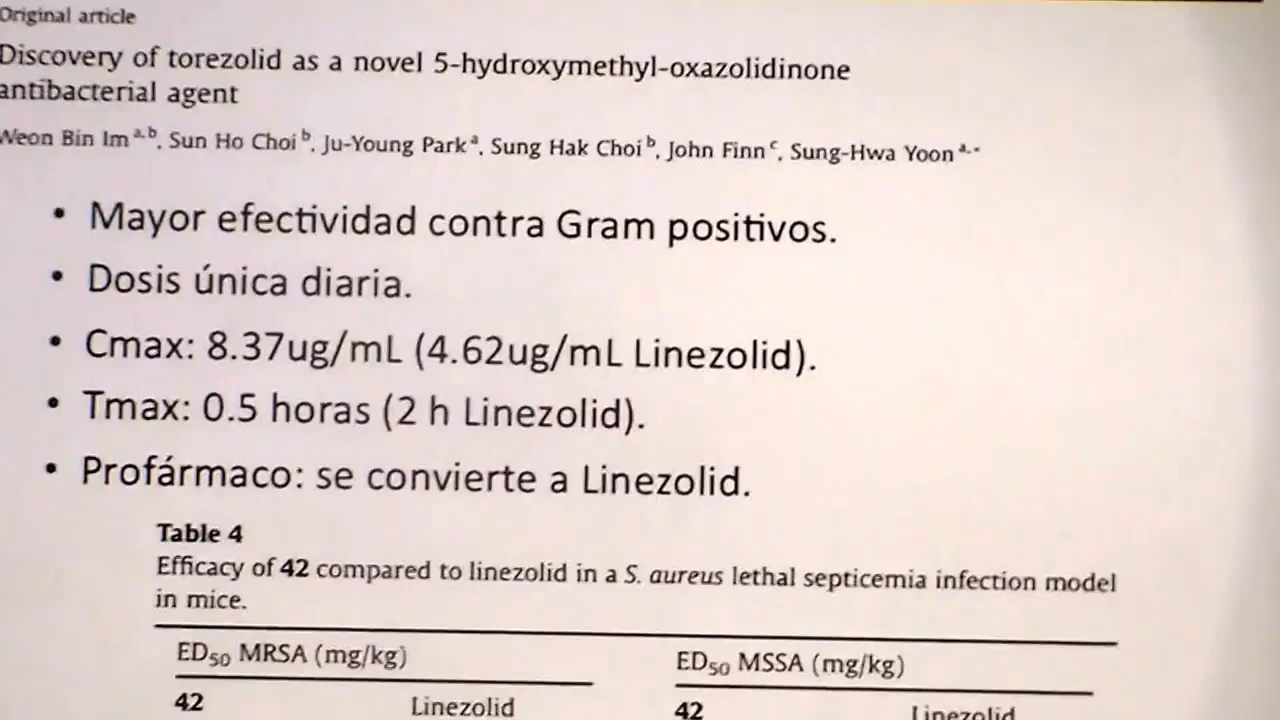 Original article
Discovery of torezolid as a novel 5-hydroxymethyl-oxazolidinone
antibacterial agent
Weon Bin Im a,b, Sun Ho Choi b, Ju-Young Park a, Sung Hak Choi b, John Finn c, Sung-Hwa Yoon a,*
• Mayor efectividad contra Gram positivos.
• Dosis única diaria.
• Cmax: 8.37ug/mL (4.62ug/mL Linezolid).
• Tmax: 0.5 horas (2 h Linezolid).
• Profármaco: se convierte a Linezolid.
Table 4
Efficacy of 42 compared to linezolid in a S. aureus lethal septicemia infection model
in mice.
ED50 MRSA (mg/kg) ED50 MSSA (mg/kg)
42 Linezolid 42 Linezolid